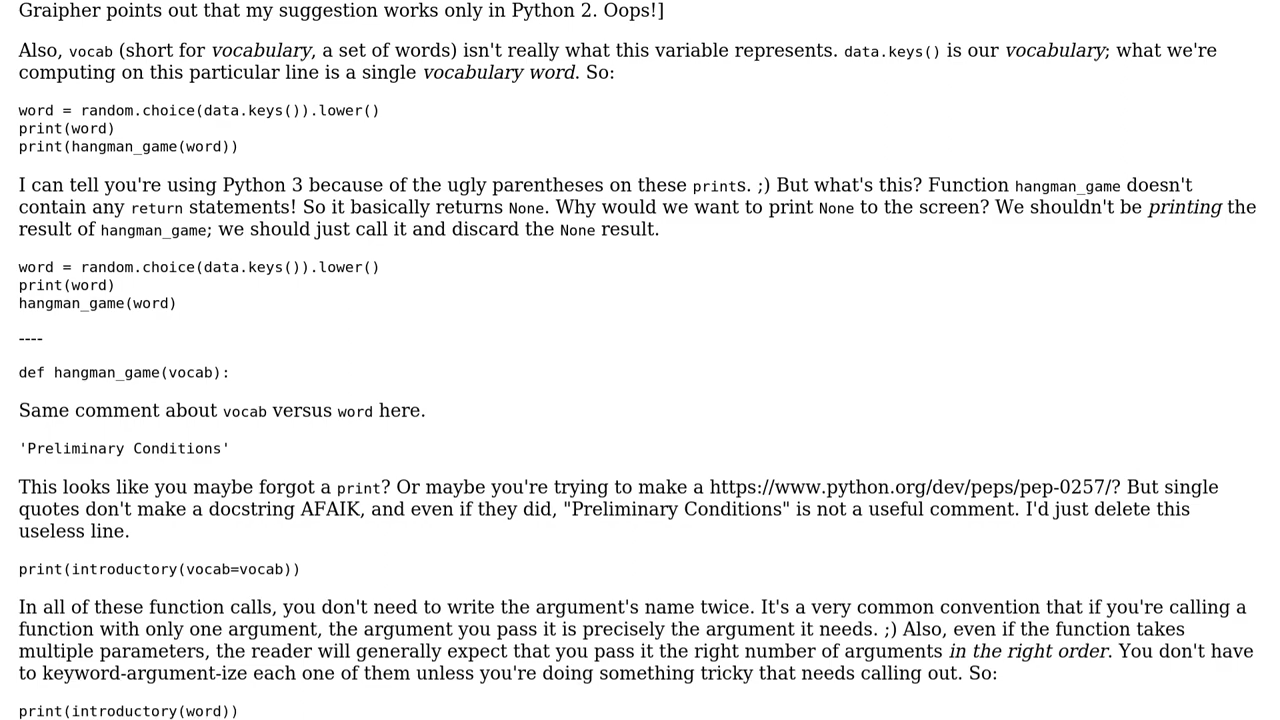 Graipher points out that my suggestion works only in Python 2. Oops!]
Also, vocab (short for vocabulary, a set of words) isn't really what this variable represents. data.keys() is our vocabulary; what we're
computing on this particular line is a single vocabulary word. So:
word = random.choice(data.keys()).lower()
print(word)
print(hangman_game(word))
I can tell you're using Python 3 because of the ugly parentheses on these prints. ;) But what's this? Function hangman_game doesn't
contain any return statements! So it basically returns None. Why would we want to print None to the screen? We shouldn't be printing the
result of hangman_game; we should just call it and discard the None result.
word = random.choice(data.keys()).lower()
print(word)
hangman_game(word)
----
def hangman_game(vocab):
Same comment about vocab versus word here.
'Preliminary Conditions'
This looks like you maybe forgot a print? Or maybe you're trying to make a https://www.python.org/dev/peps/pep-0257/? But single
quotes don't make a docstring AFAIK, and even if they did, "Preliminary Conditions" is not a useful comment. I'd just delete this
useless line.
print(introductory(vocab=vocab))
In all of these function calls, you don't need to write the argument's name twice. It's a very common convention that if you're calling a
function with only one argument, the argument you pass it is precisely the argument it needs. ;) Also, even if the function takes
multiple parameters, the reader will generally expect that you pass it the right number of arguments in the right order. You don't have
to keyword-argument-ize each one of them unless you're doing something tricky that needs calling out. So:
print(introductory(word))